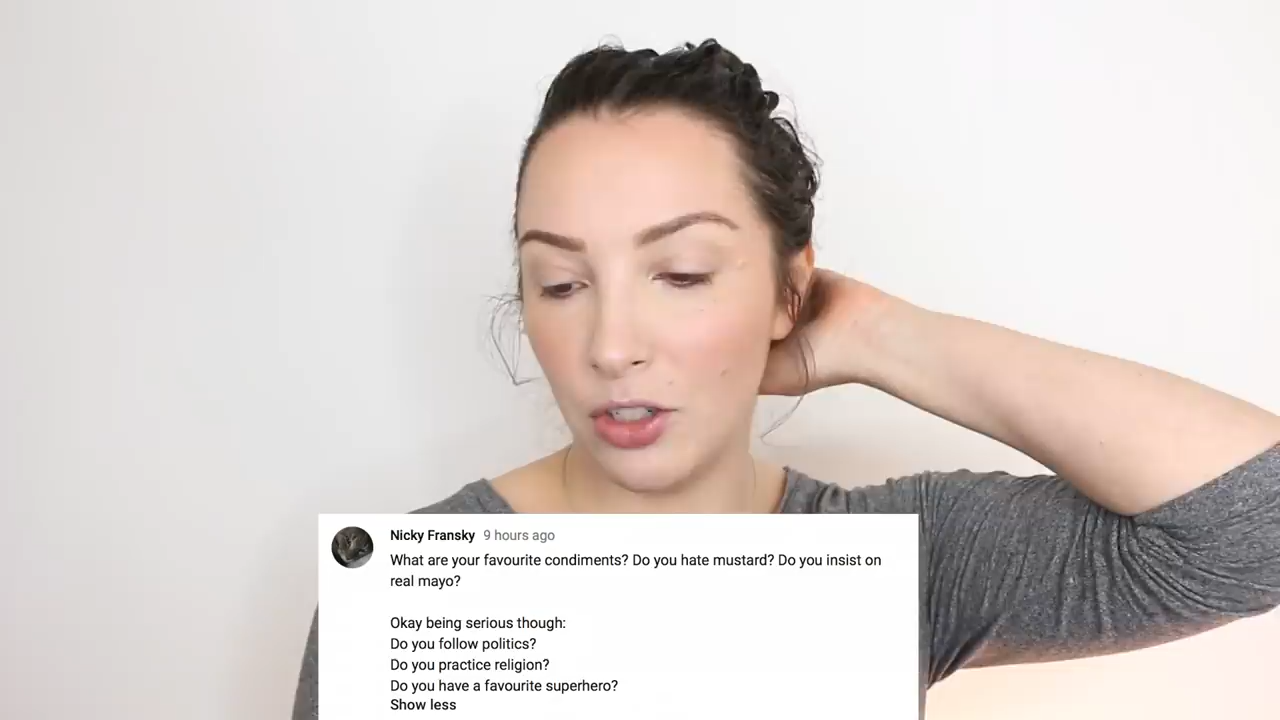 Nicky Fransky 9 hours ago
What are your favourite condiments? Do you hate mustard? Do you insist on
real mayo?
Okay being serious though:
Do you follow politics?
Do you practice religion?
Do you have a favourite superhero?
Show less